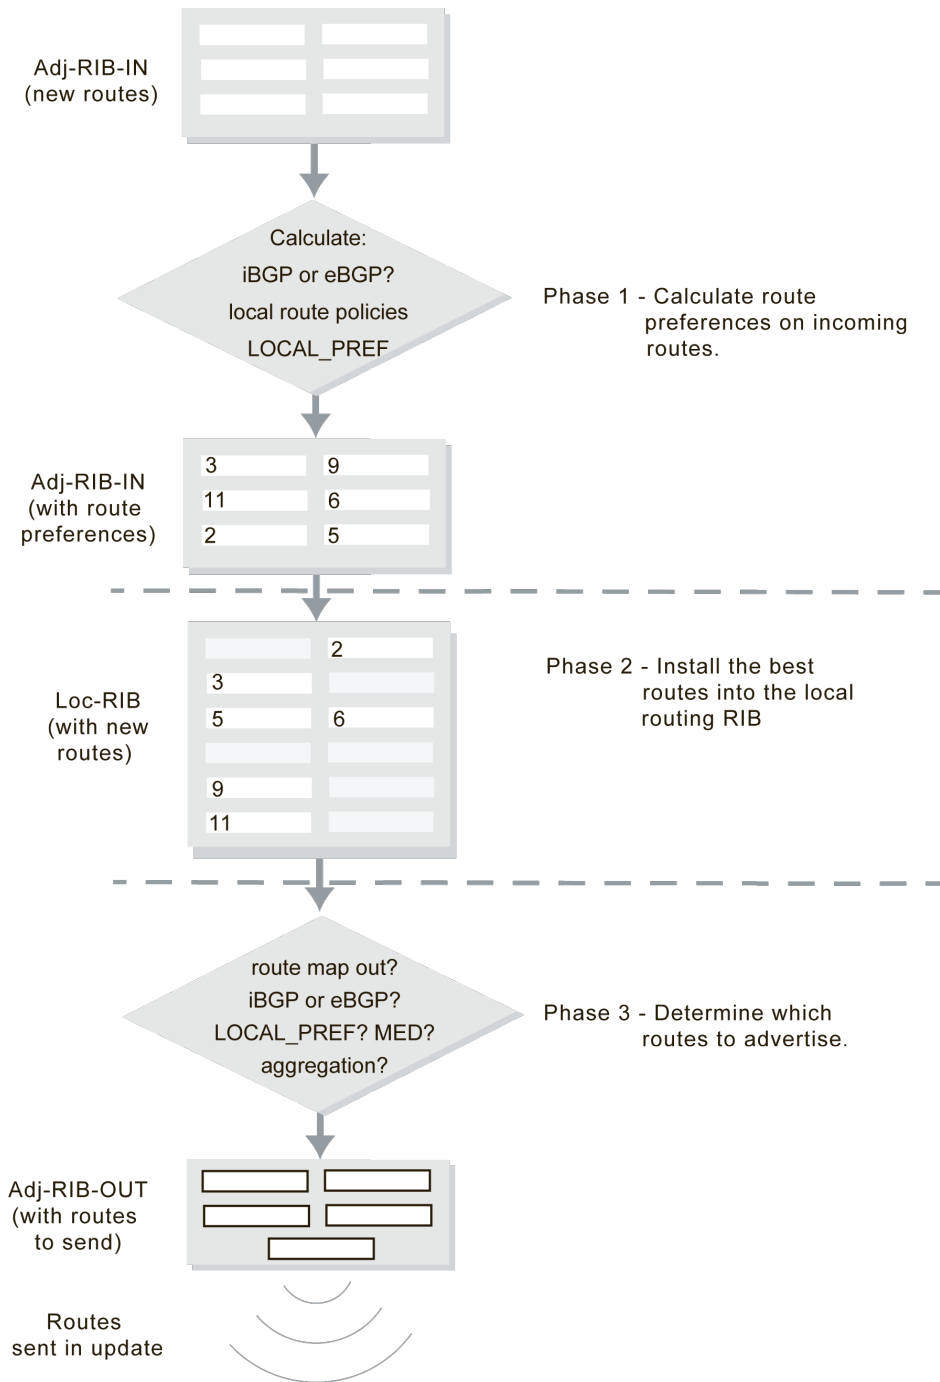 Adj-RIB-IN
(new routes)
Calculate:
iBGP or eBGP?
local route policies
LOCAL_PREF
Phase 1 - Calculate route
preferences on incoming
routes.
Adj-RIB-IN
(with route
preferences)
3 9
11 6
2 5
Loc-RIB
(with new
routes)
2
3
5 6
9
11
Phase 2 - Install the best
routes into the local
routing RIB
route map out?
iBGP or eBGP?
LOCAL_PREF? MED?
aggregation?
Phase 3 - Determine which
routes to advertise.
Adj-RIB-OUT
(with routes
to send)
Routes
sent in update